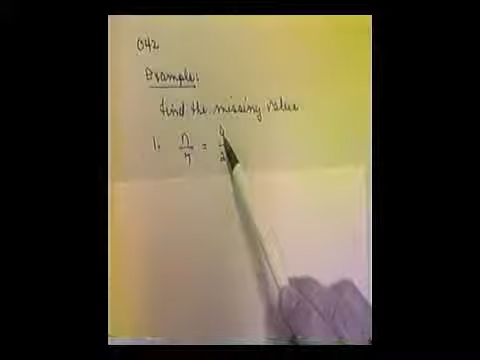 042
Example:
Find the missing value
1. n/7 =